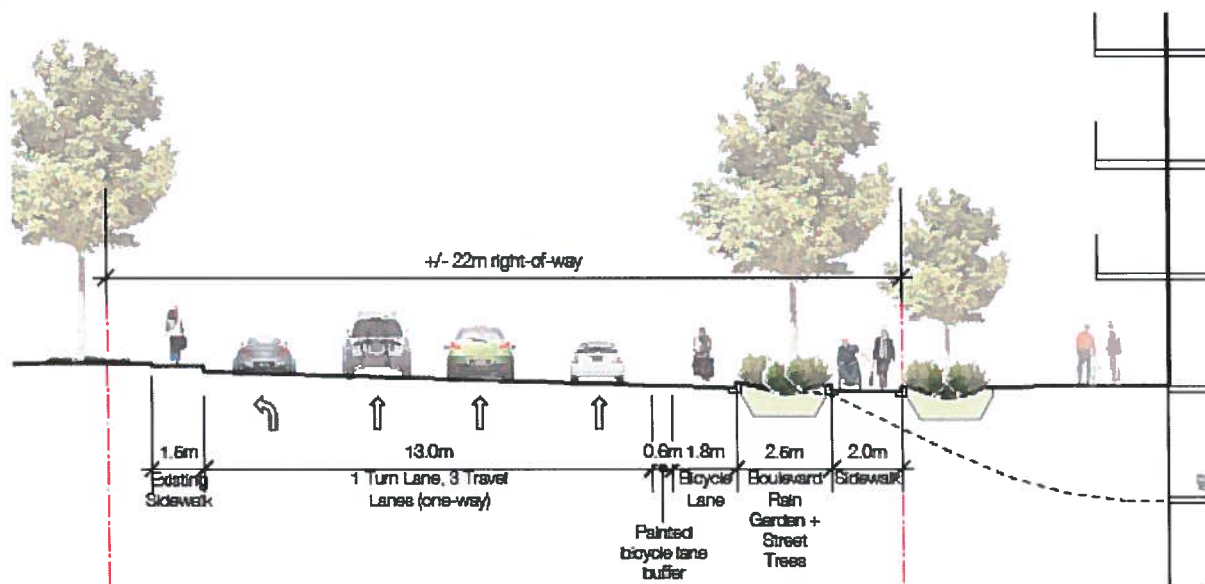 +/- 22m right-of-way
1.5m 13.0m 0.6m 1.8m 2.6m 2.0m
Existing
Sidewalk
1 Turn Lane, 3 Travel
Lanes (one-way)
Painted
bicycle lane
buffer
Bicycle
Lane
Boulevard
Rain
Garden +
Street
Trees
Sidewalk